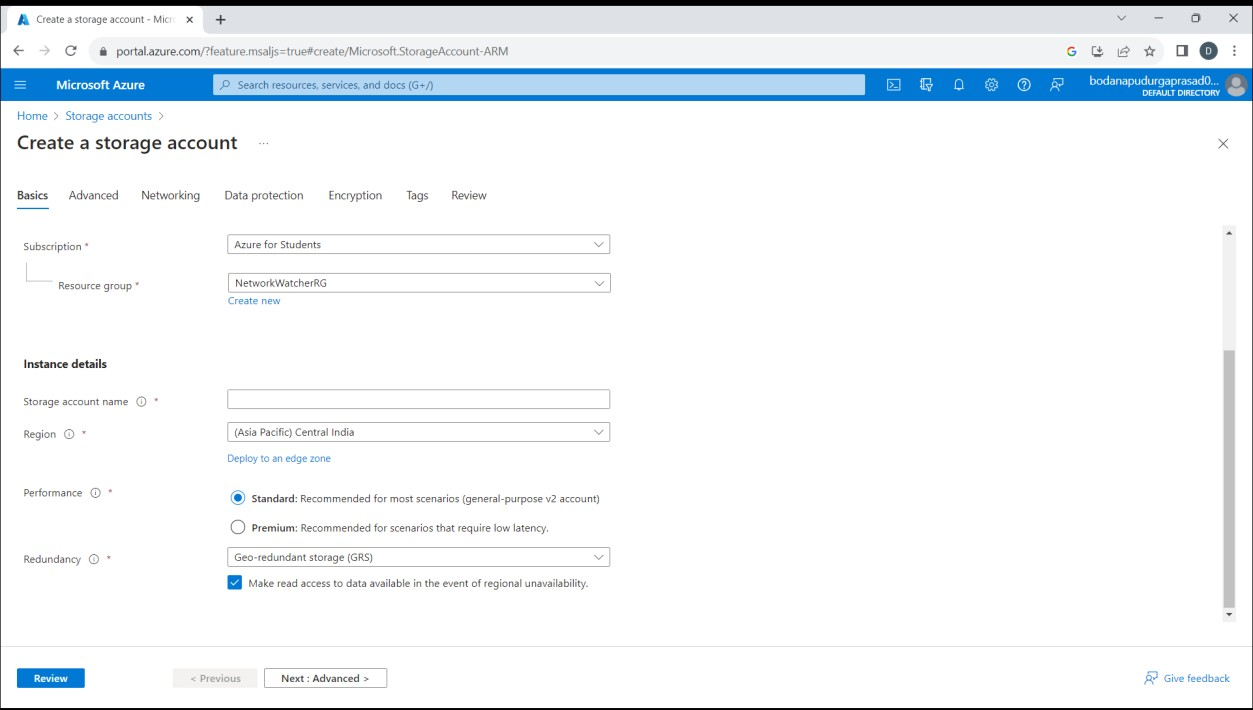 Create a storage account - Micr
portal.azure.com/?feature.msaljs=true#create/Microsoft.StorageAccount-ARM
G
D
Microsoft Azure
Search resources, services, and docs (G+/)
bodanapudurgaprasad0...
DEFAULT DIRECTORY
Home > Storage accounts >
Create a storage account ...
Basics Advanced Networking Data protection Encryption Tags Review
Subscription *
Azure for Students
Resource group *
NetworkWatcherRG
Create new
Instance details
Storage account name *
Region *
(Asia Pacific) Central India
Deploy to an edge zone
Performance *
Standard: Recommended for most scenarios (general-purpose v2 account)
Premium: Recommended for scenarios that require low latency.
Redundancy *
Geo-redundant storage (GRS)
Make read access to data available in the event of regional unavailability.
Review < Previous Next : Advanced > Give feedback